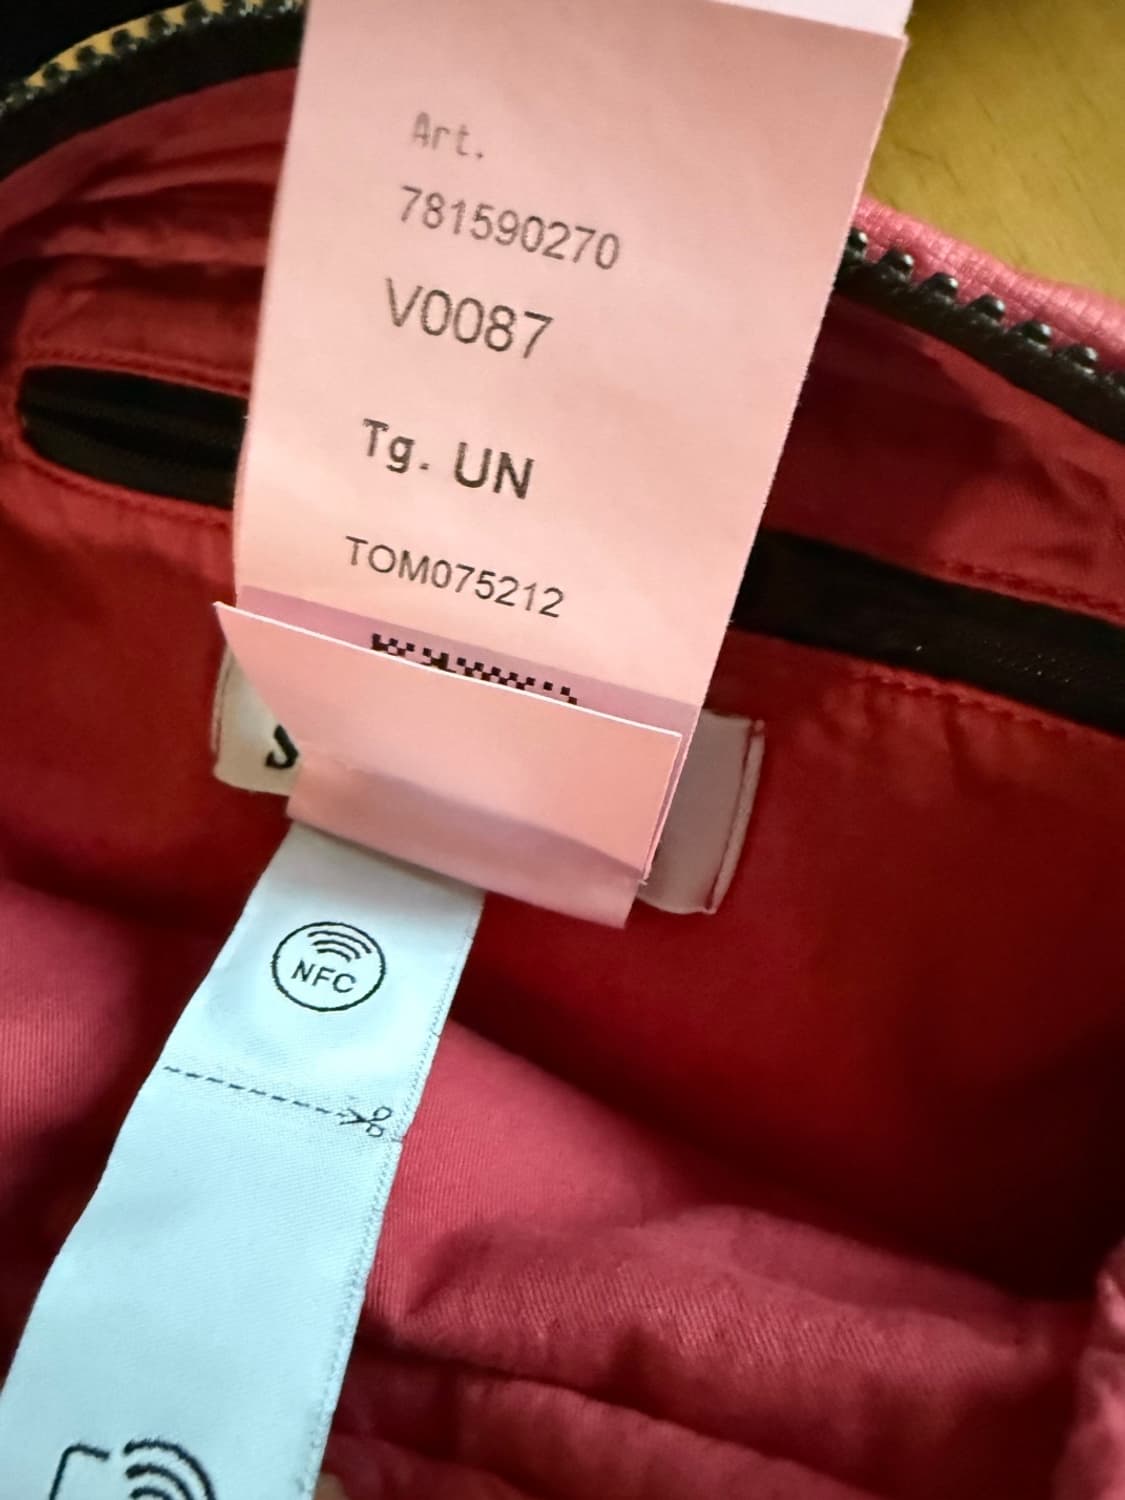 Art.
781590270
V0087
Tg. UN
TOM075212
S
NFC